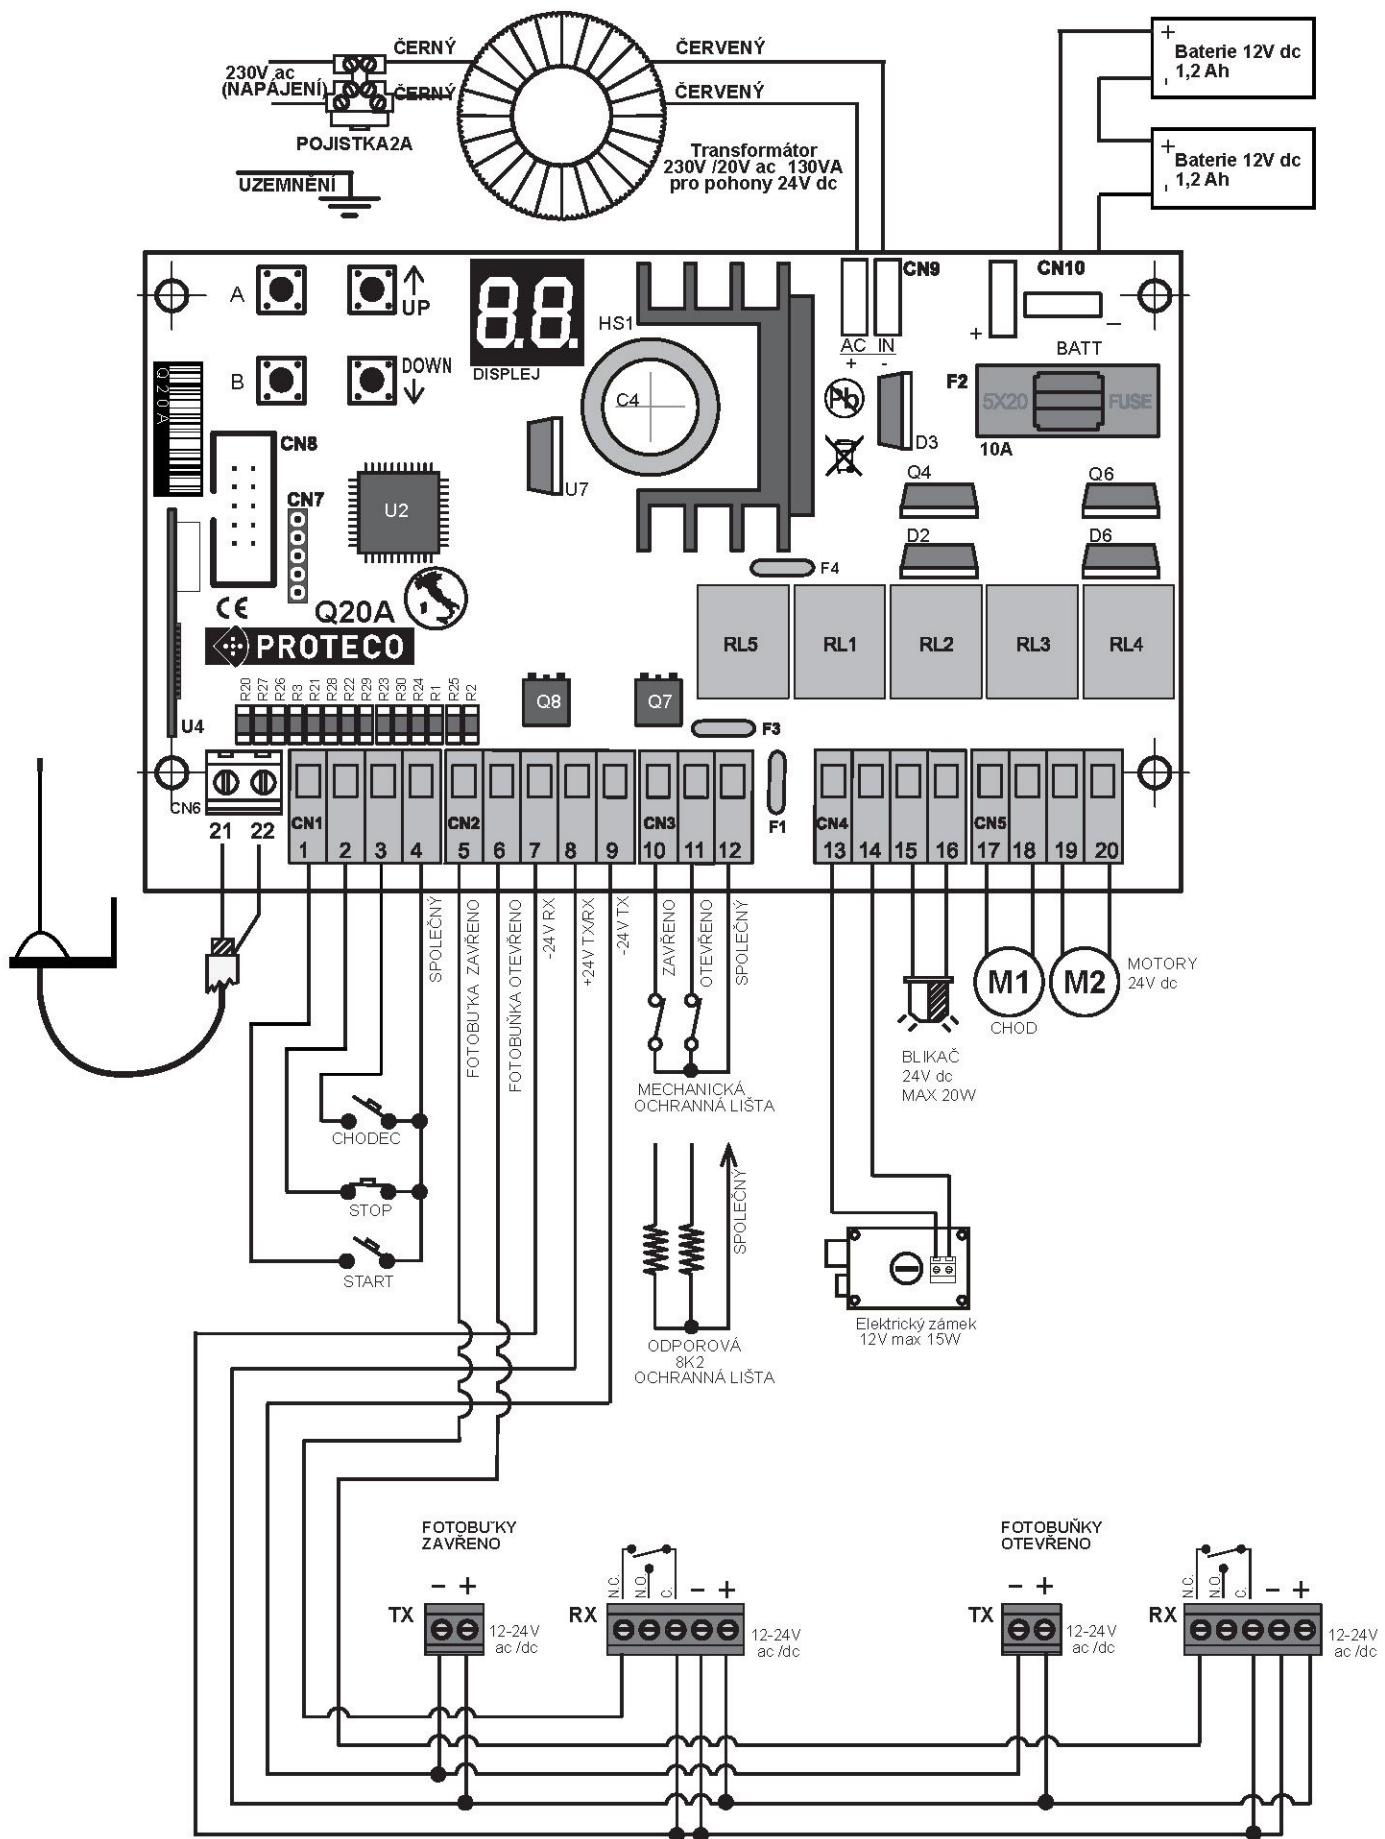 ČERNÝ
ČERVENÝ
230V ac
(NAPÁJENÍ)
ČERNÝ
ČERVENÝ
POJISTKA2A
UZEMNĚNÍ
Transformátor
230V /20V ac 130VA
pro pohony 24V dc
+
Baterie 12V dc
1,2 Ah
-
+
Baterie 12V dc
1,2 Ah
-
A
UP
B
DOWN
8.8.
DISPLEJ
HS1
C4
CN9
AC IN
+ -
CN10
+ -
BATT
Pb
D3
F2
5X20 FUSE
10A
Q20A
CN8
CN7
U2
U7
Q4
Q6
D2
D6
F4
CE
Q20A
PROTECO
RL5
RL1
RL2
RL3
RL4
U4
R20
R27
R26
R3
R21
R28
R22
R29
R23
R30
R24
R1
R25
R2
Q8
Q7
F3
F1
CN6
21 22
CN1
1 2 3 4
CN2
5 6 7 8 9
CN3
10 11 12
CN4
13 14 15 16
CN5
17 18 19 20
SPOLEČNÝ
FOTOBUˇKA ZAVŘENO
FOTOBUŇKA OTEVŘENO
-24V RX
+24V TX/RX
-24V TX
ZAVŘENO
OTEVŘENO
SPOLEČNÝ
M1
M2
MOTORY
24V dc
CHOD
BLIKAČ
24V dc
MAX 20W
MECHANICKÁ
OCHRANNÁ LIŠTA
CHODEC
STOP
START
SPOLEČNÝ
ODPOROVÁ
8K2
OCHRANNÁ LIŠTA
Elektrický zámek
12V max 15W
FOTOBUˇKY
ZAVŘENO
TX
- +
12-24V
ac /dc
RX
N.C.
N.O.
C.
- +
12-24V
ac /dc
FOTOBUŇKY
OTEVŘENO
TX
- +
12-24V
ac /dc
RX
N.C.
N.O.
C.
- +
12-24V
ac /dc